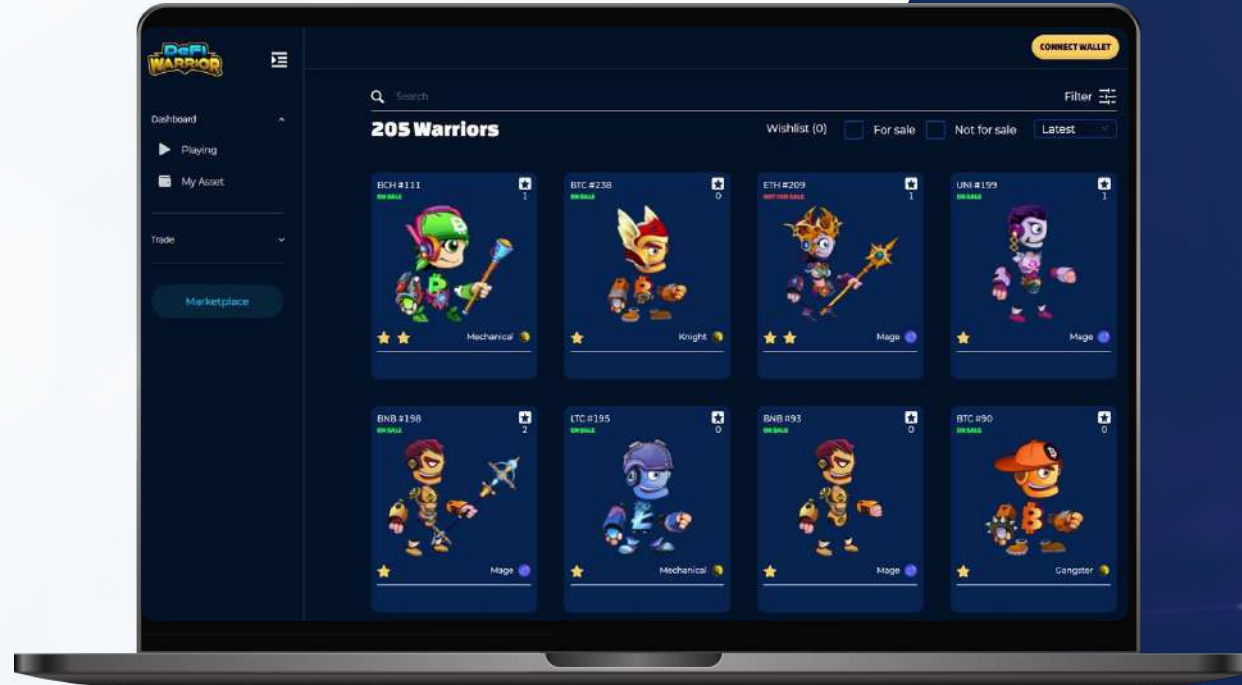 DeFi
WARRIOR
CONNECT WALLET
Search
Filter
Dashboard
205 Warriors
Wishlist (0)
For sale
Not for sale
Latest
Playing
My Asset
Trade
Marketplace
BCH #111
ON SALE
1
Mechanical
BTC #238
ON SALE
0
Knight
ETH #209
NOT FOR SALE
1
Mage
UNI #199
ON SALE
1
Mage
BNB #198
ON SALE
2
Mage
LTC #195
ON SALE
0
Mechanical
BNB #93
ON SALE
0
Mage
BTC #90
ON SALE
0
Gangster